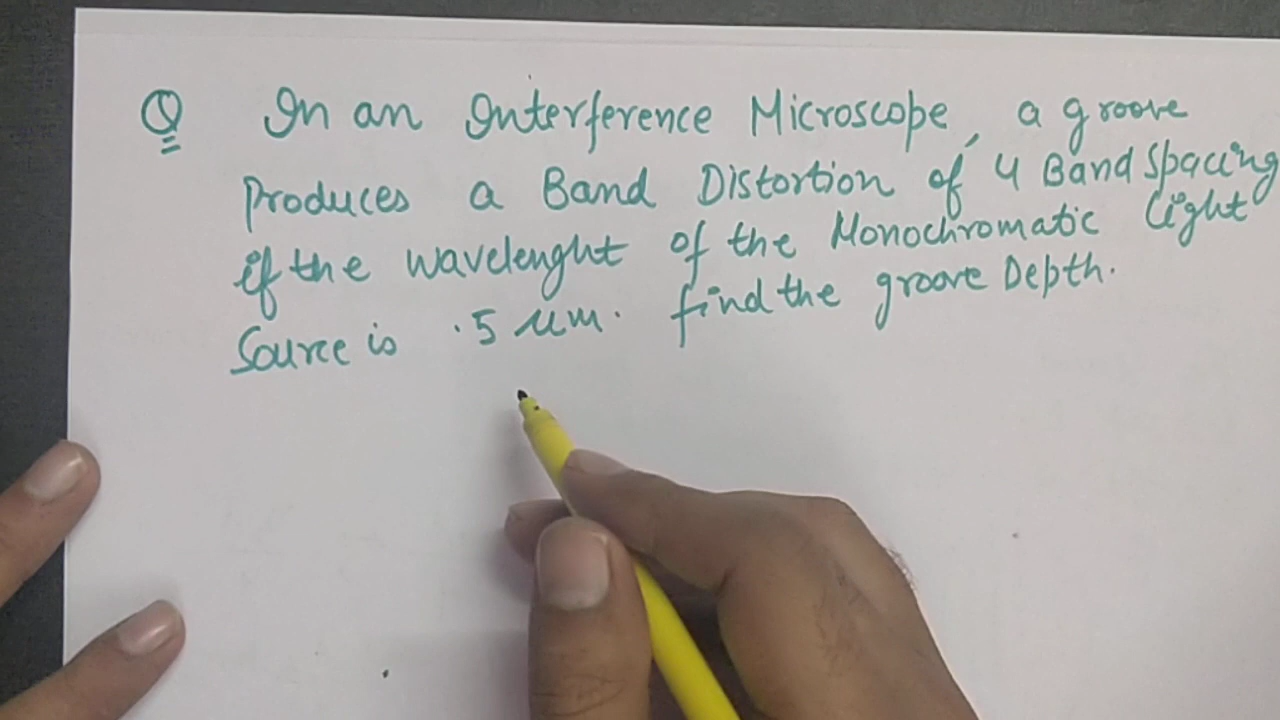 Q In an Interference Microscope, a groove
Produces a Band Distortion of 4 Band Spacing
if the wavelenght of the Monochromatic light
Source is .5 um. find the groove Depth.